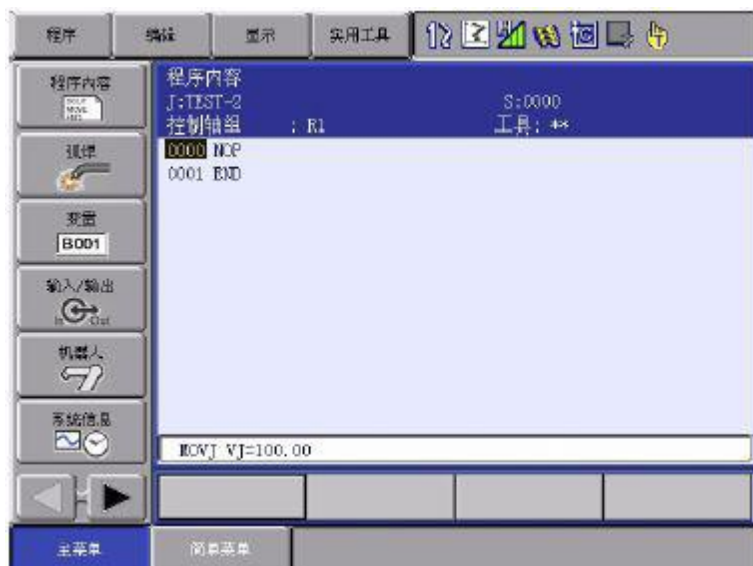 程序 编辑 显示 实用工具
程序内容
弧焊
变量
B001
输入/输出
In Out
机器人
系统信息
程序内容
J:TEST-2 S:0000
控制轴组 : R1 工具: **
0000 NOP
0001 END
MOVJ VJ=100.00
主菜单 简单菜单